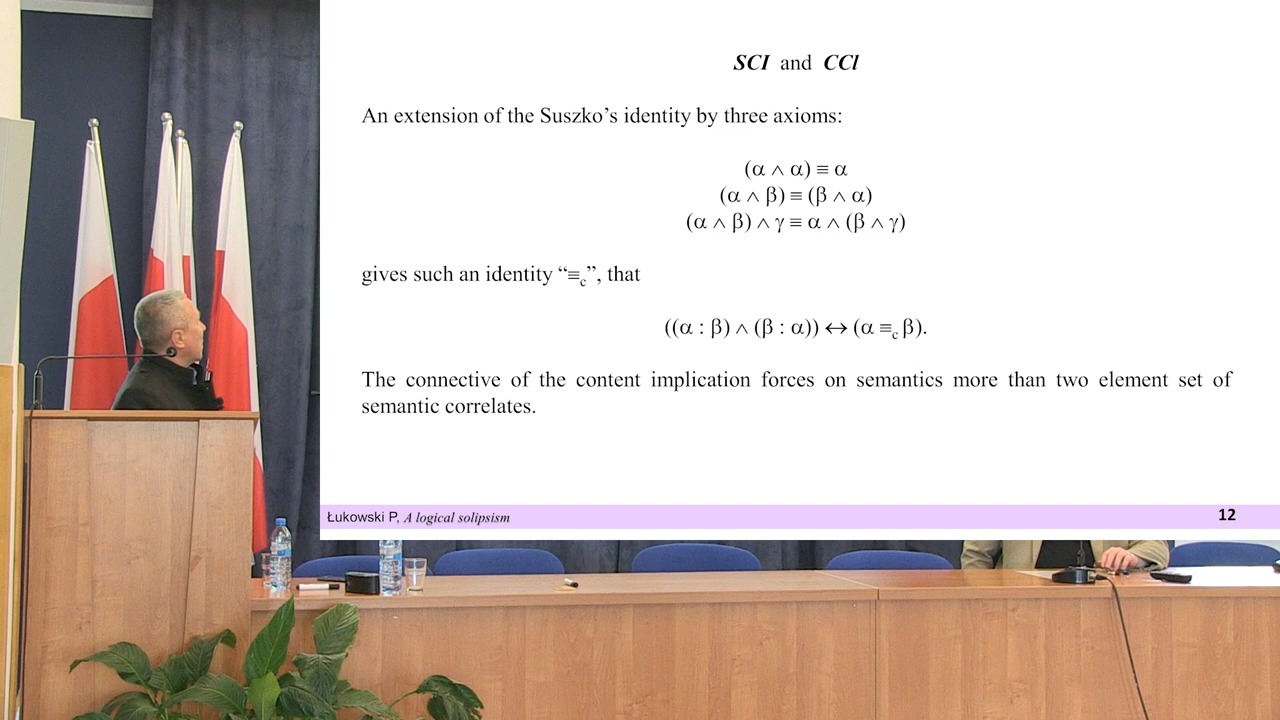 SCI and CCl
An extension of the Suszko’s identity by three axioms:
(α ∧ α) ≡ α
(α ∧ β) ≡ (β ∧ α)
(α ∧ β) ∧ γ ≡ α ∧ (β ∧ γ)
gives such an identity “≡c”, that
((α : β) ∧ (β : α)) ↔ (α ≡c β).
The connective of the content implication forces on semantics more than two element set of
semantic correlates.
Łukowski P, A logical solipsism 12